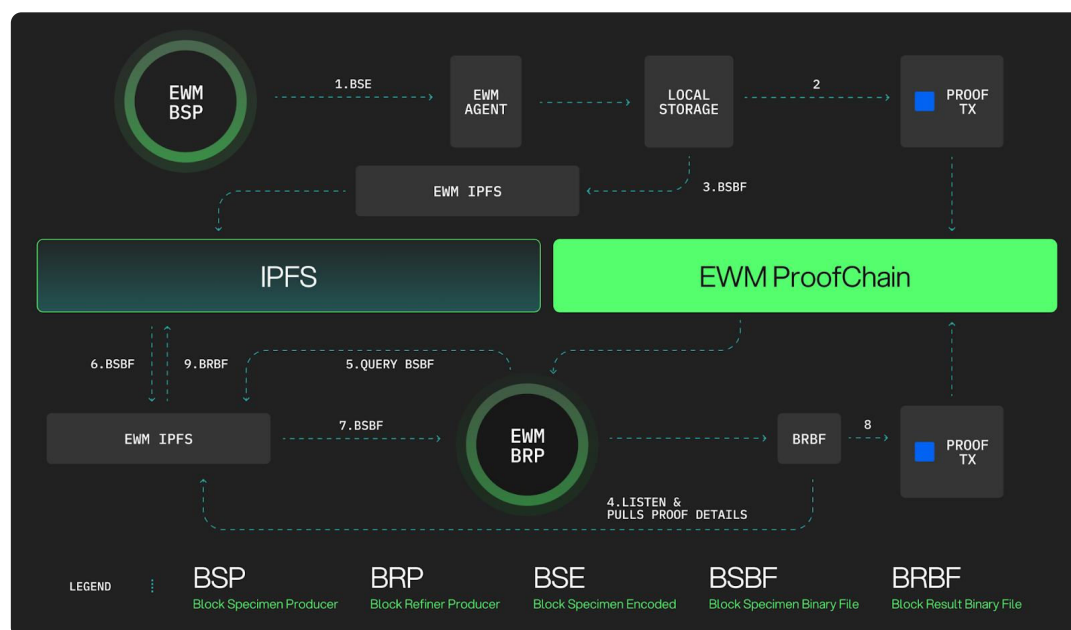 EWM
BSP
1.BSE
EWM
AGENT
LOCAL
STORAGE
2
PROOF
TX
EWM IPFS
3.BSBF
IPFS
EWM ProofChain
6.BSBF
9.BRBF
5.QUERY BSBF
EWM IPFS
7.BSBF
EWM
BRP
BRBF
8
PROOF
TX
4.LISTEN &
PULLS PROOF DETAILS
LEGEND
BSP
Block Specimen Producer
BRP
Block Refiner Producer
BSE
Block Specimen Encoded
BSBF
Block Specimen Binary File
BRBF
Block Result Binary File